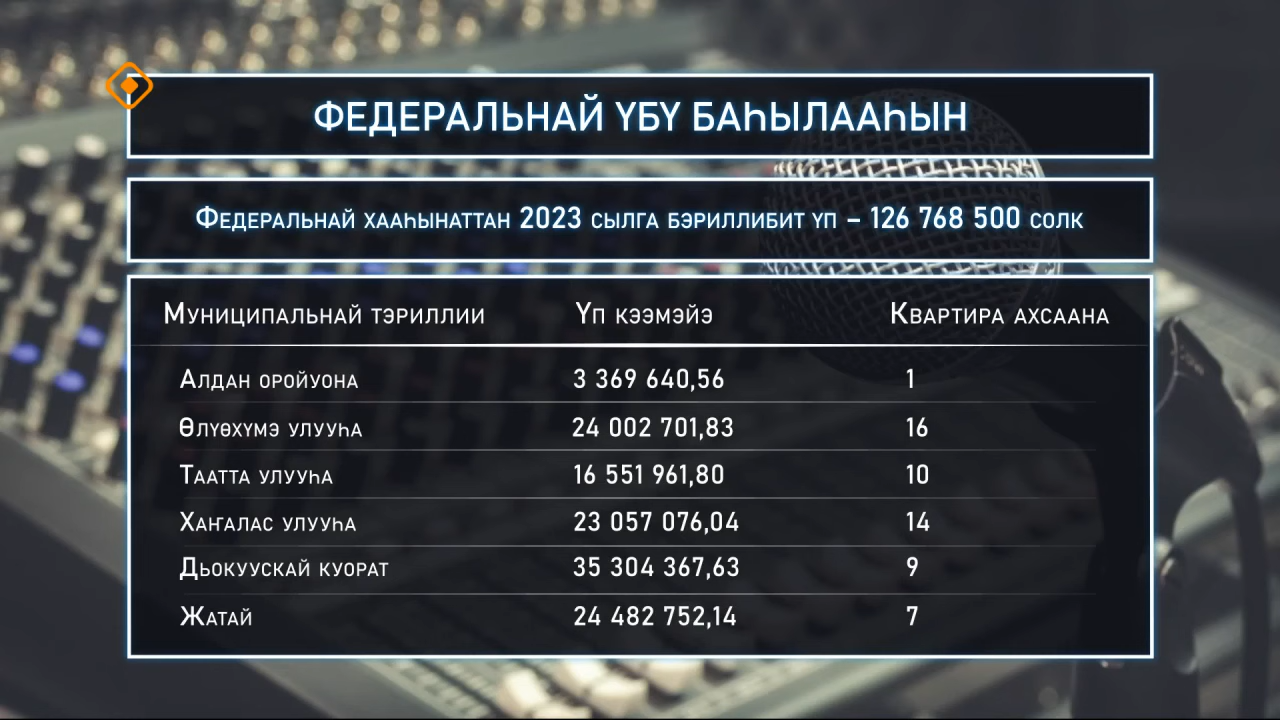 ФЕДЕРАЛЬНАЙ ҮБҮ БАҺЫЛААҺЫН
Федеральнай хааһынаттан 2023 сылга бэриллибит үп – 126 768 500 солк
Муниципальнай тэриллии Үп кээмэйэ Квартира ахсаана
Алдан оройуона 3 369 640,56 1
Өлүөхүмэ улууһа 24 002 701,83 16
Таатта улууһа 16 551 961,80 10
Хаҥалас улууһа 23 057 076,04 14
Дьокуускай куорат 35 304 367,63 9
Жатай 24 482 752,14 7